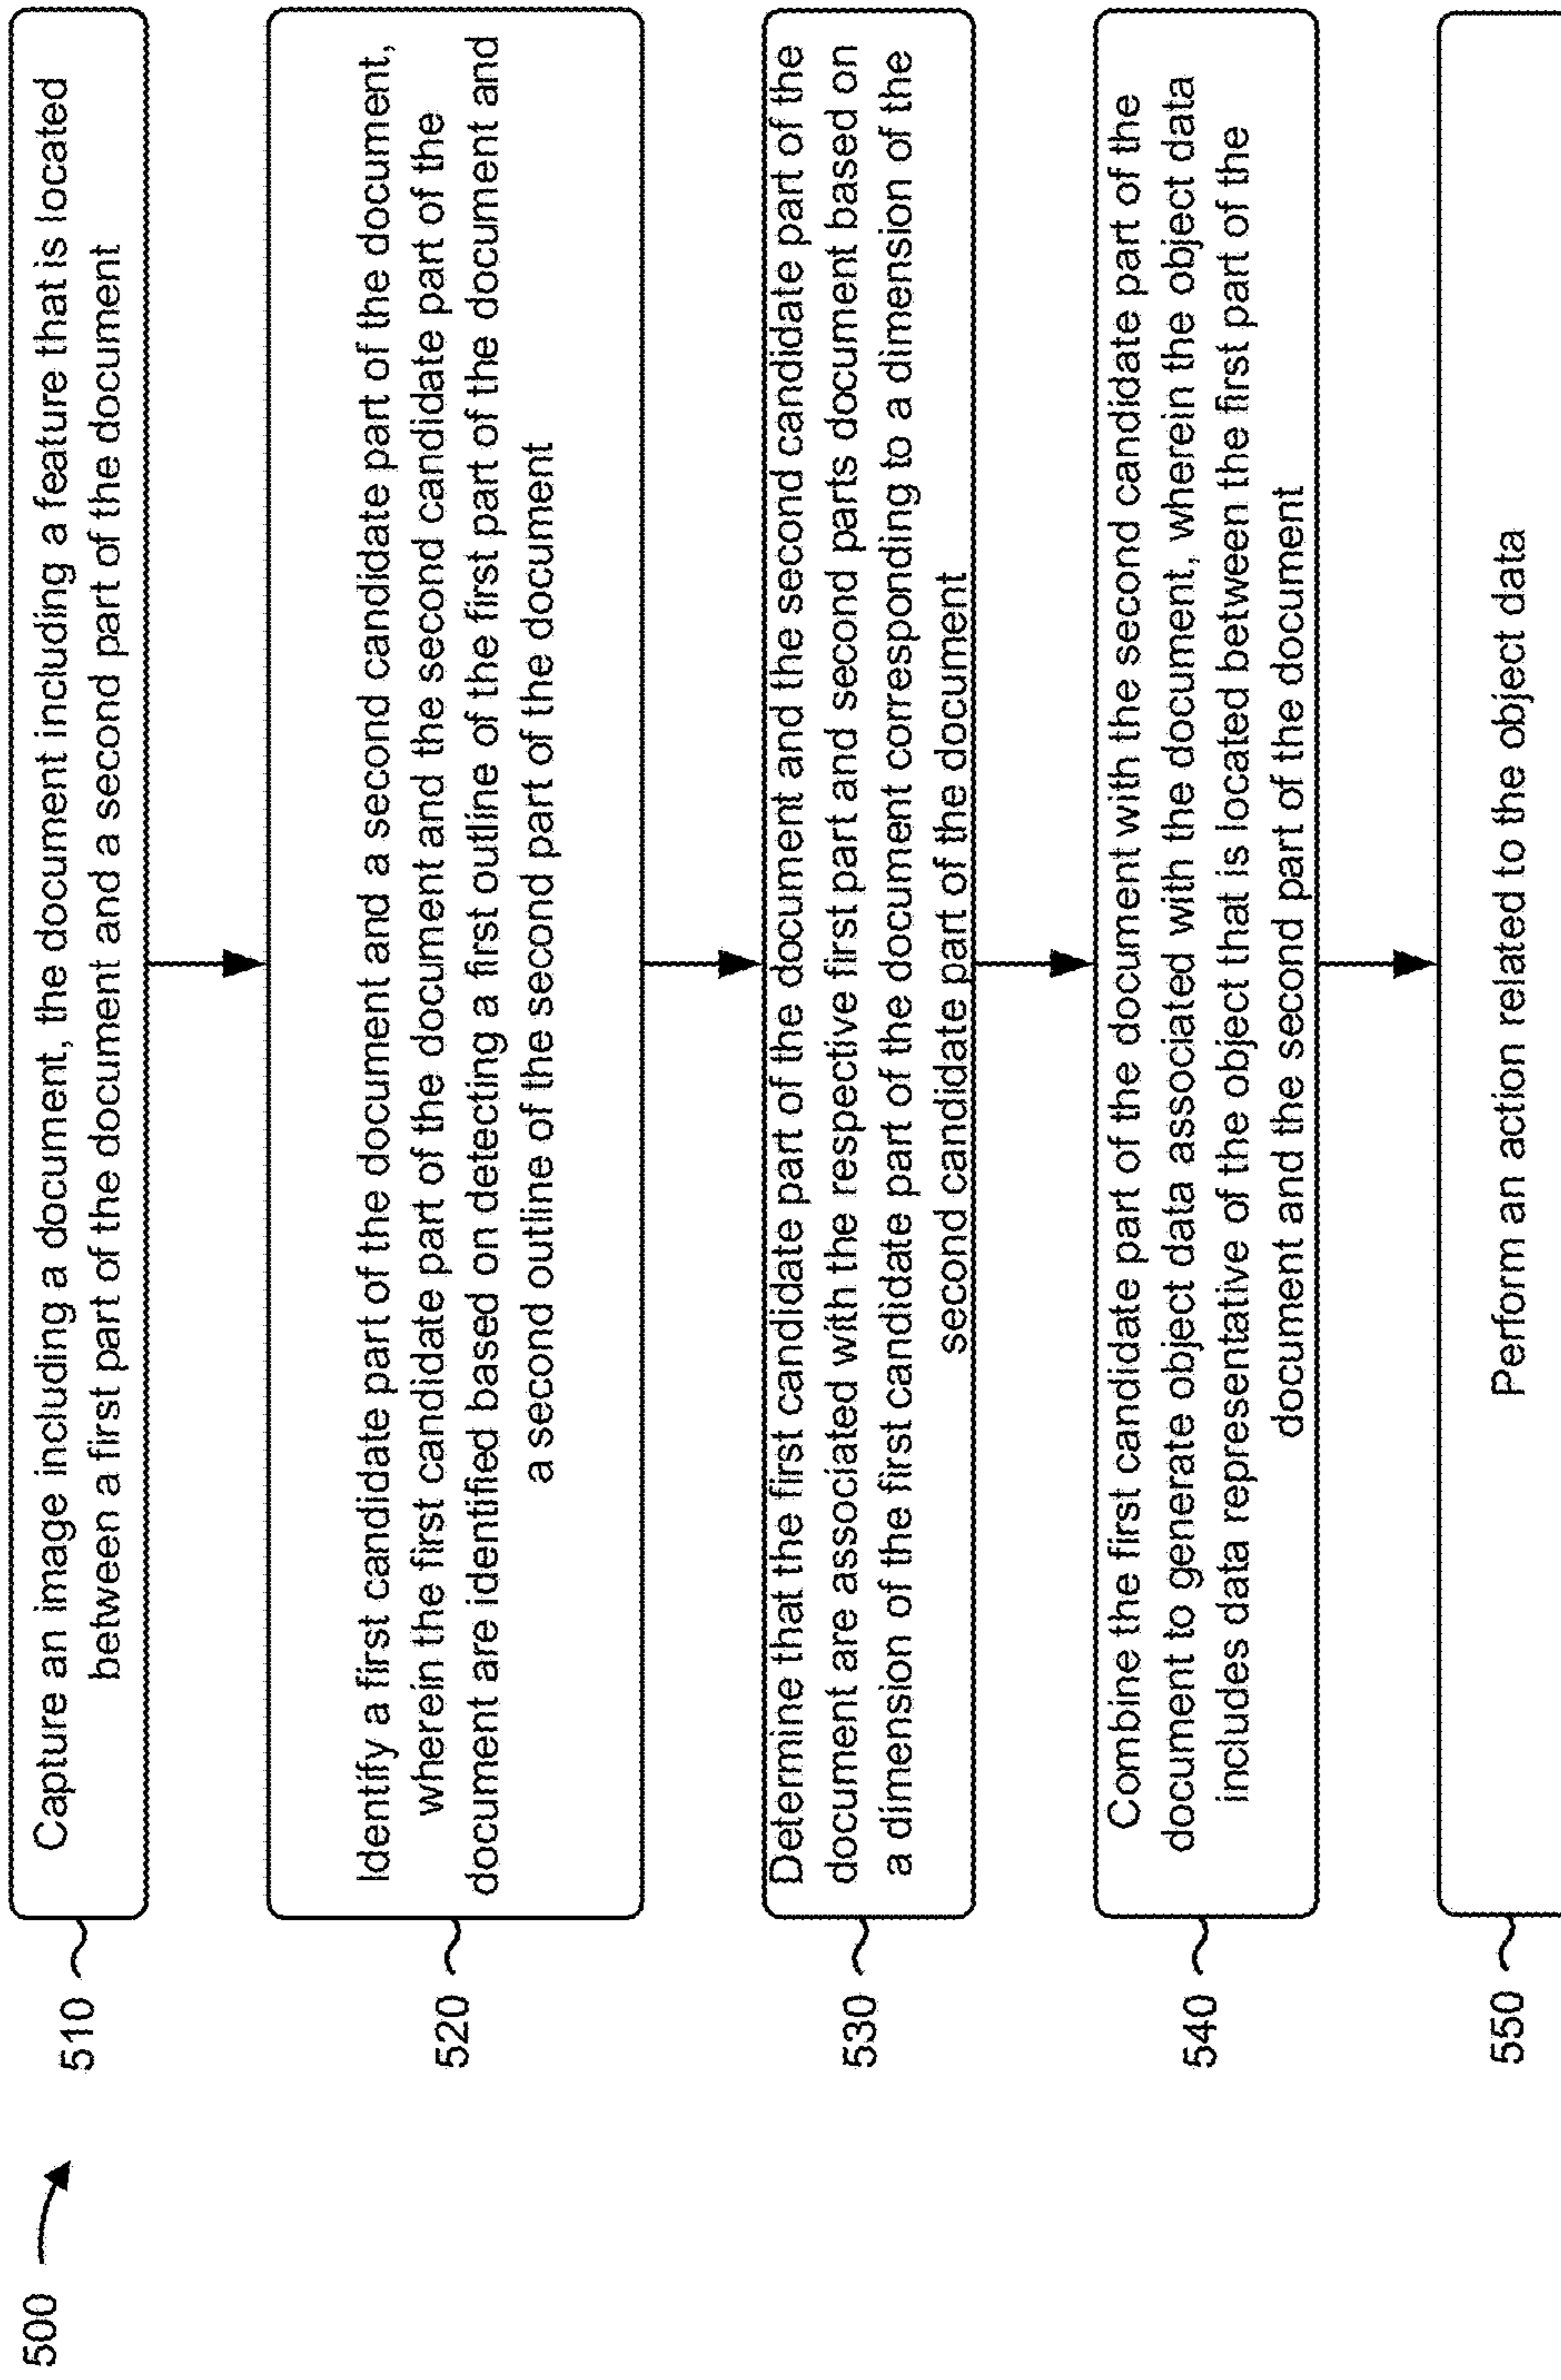 500
510
Capture an image including a document, the document including a feature that is located
between a first part of the document and a second part of the document
520
Identify a first candidate part of the document and a second candidate part of the document,
wherein the first candidate part of the document and the second candidate part of the
document are identified based on detecting a first outline of the first part of the document and
a second outline of the second part of the document
530
Determine that the first candidate part of the document and the second candidate part of the
document are associated with the respective first part and second parts document based on
a dimension of the first candidate part of the document corresponding to a dimension of the
second candidate part of the document
540
Combine the first candidate part of the document with the second candidate part of the
document to generate object data associated with the document, wherein the object data
includes data representative of the object that is located between the first part of the
document and the second part of the document
550
Perform an action related to the object data